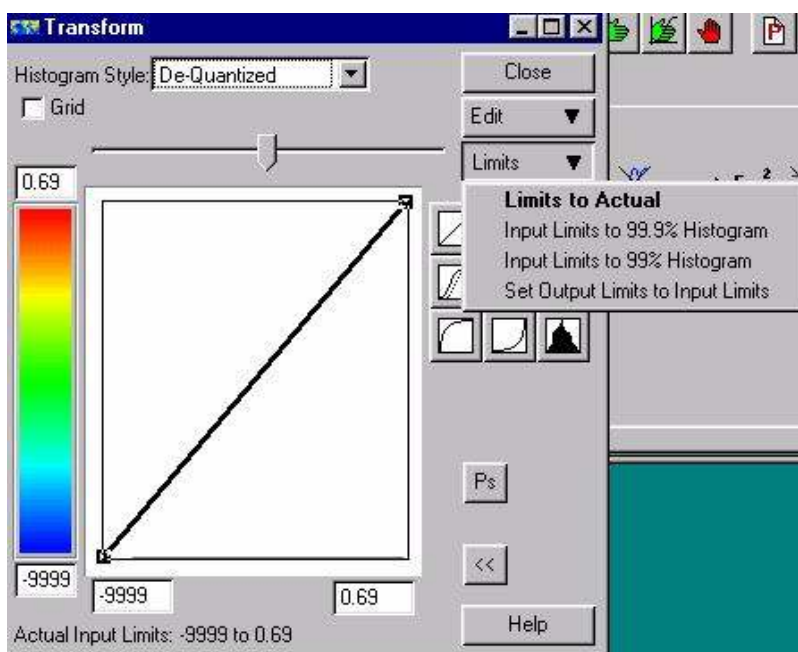 Transform
Histogram Style: De-Quantized
Close
Grid
Edit
Limits
0.69
Limits to Actual
Input Limits to 99.9% Histogram
Input Limits to 99% Histogram
Set Output Limits to Input Limits
Ps
<<
-9999
-9999
0.69
Actual Input Limits: -9999 to 0.69
Help
P
2